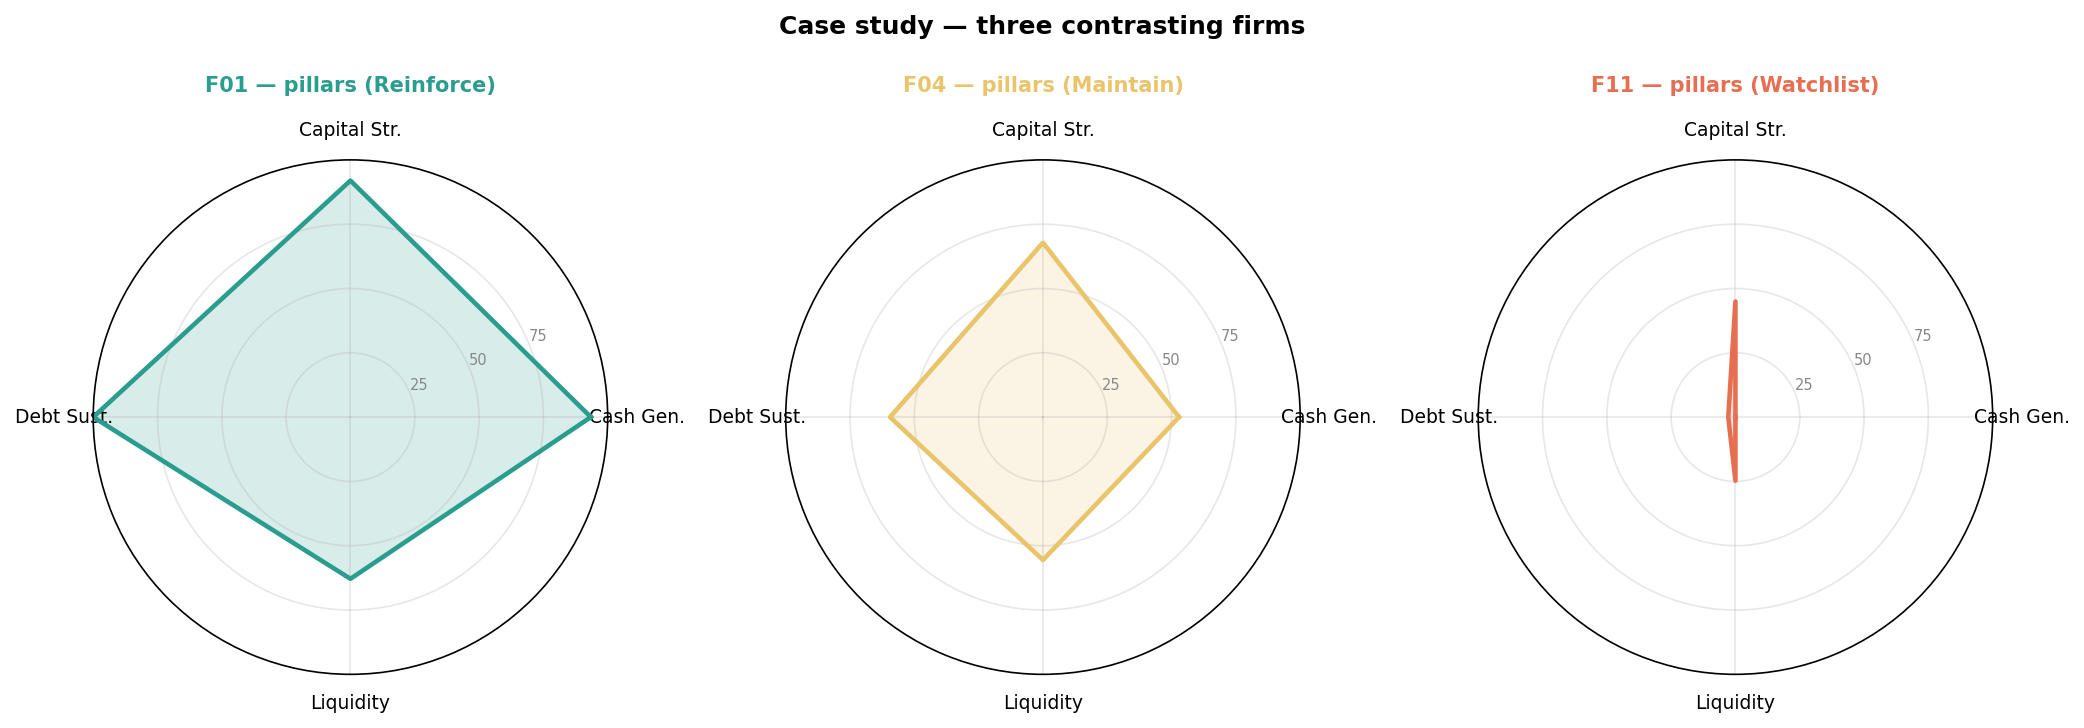 Case study — three contrasting firms
F01 — pillars (Reinforce)
Capital Str.
75
50
25
Debt Sust.
Cash Gen.
Liquidity
F04 — pillars (Maintain)
Capital Str.
75
50
25
Debt Sust.
Cash Gen.
Liquidity
F11 — pillars (Watchlist)
Capital Str.
75
50
25
Debt Sust.
Cash Gen.
Liquidity